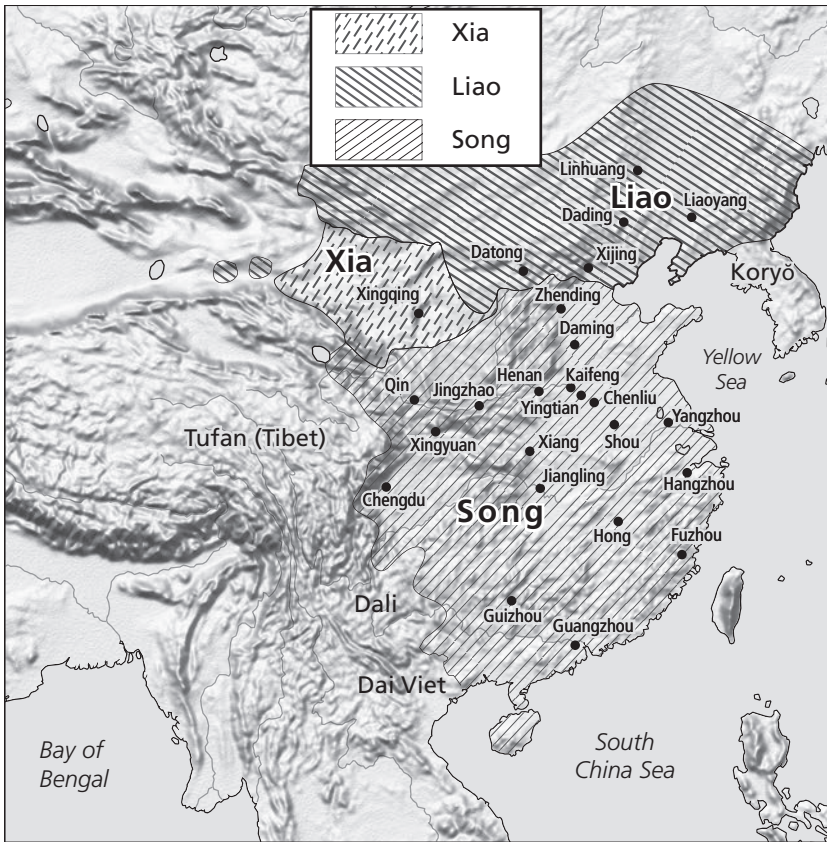 Xia
Liao
Song
Linhuang
Liao
Liaoyang
Dading
Xia
Datong
Xijing
Koryŏ
Xingqing
Zhending
Daming
Yellow
Sea
Henan
Kaifeng
Qin
Jingzhao
Chenliu
Yingtian
Yangzhou
Tufan (Tibet)
Xingyuan
Xiang
Shou
Jiangling
Hangzhou
Chengdu
Song
Hong
Fuzhou
Dali
Guizhou
Guangzhou
Dai Viet
Bay of
Bengal
South
China Sea